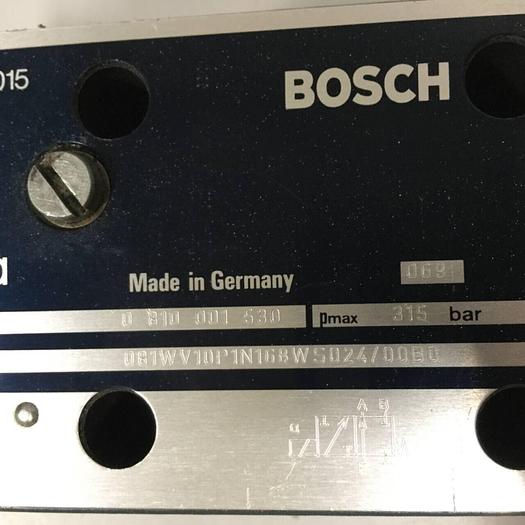 015
BOSCH
a
Made in Germany
069
0 810 001 530 pmax 315 bar
081WV10P1N168WS024/00B0
A B
a